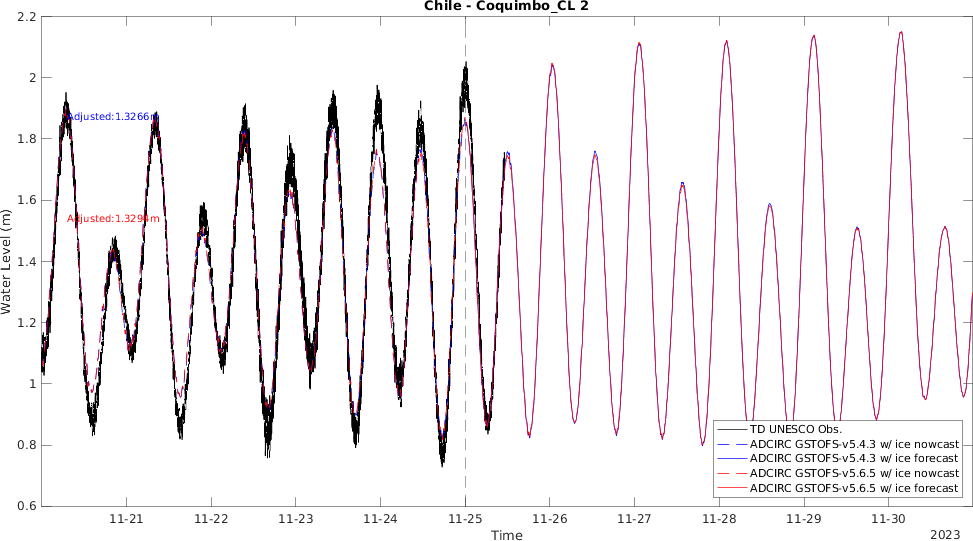 Chile - Coquimbo_CL 2
Water Level (m)
2.2
2
1.8
1.6
1.4
1.2
1
0.8
0.6
Adjusted:1.3266m
Adjusted:1.3294m
TD UNESCO Obs.
ADCIRC GSTOFS-v5.4.3 w/ ice nowcast
ADCIRC GSTOFS-v5.4.3 w/ ice forecast
ADCIRC GSTOFS-v5.6.5 w/ ice nowcast
ADCIRC GSTOFS-v5.6.5 w/ ice forecast
11-21 11-22 11-23 11-24 11-25 11-26 11-27 11-28 11-29 11-30
Time
2023